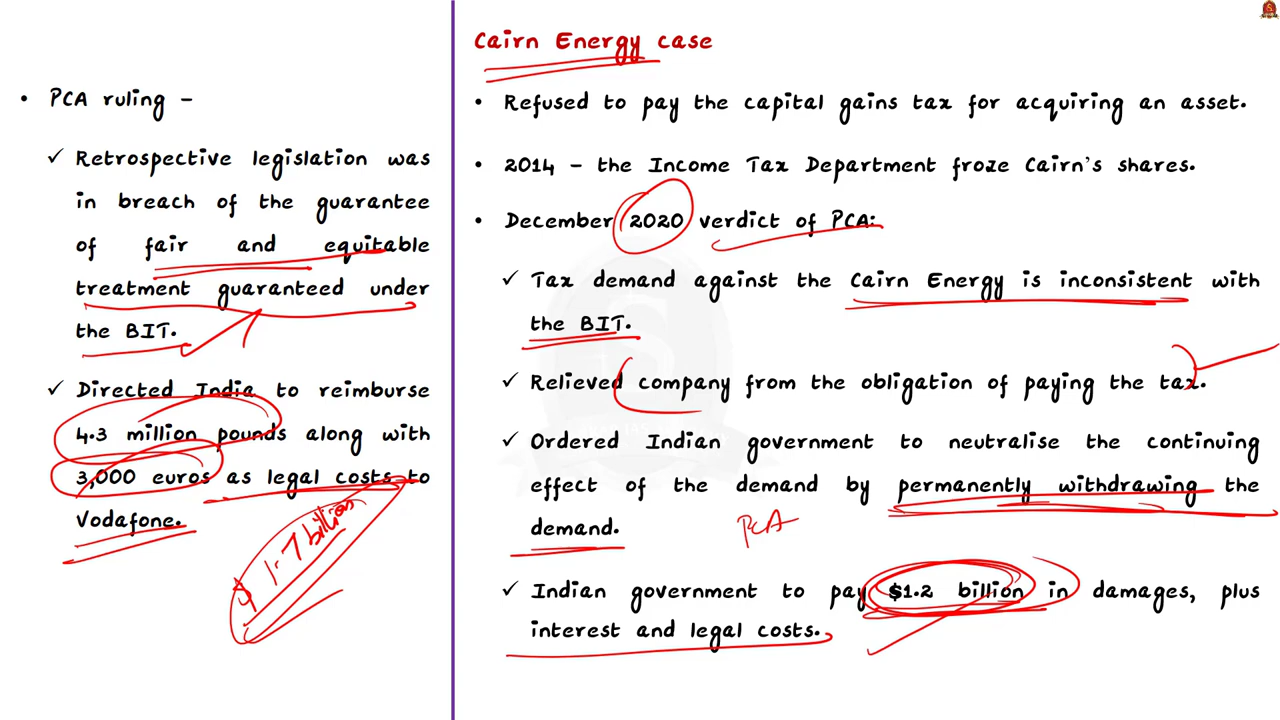 • PCA ruling –
✓ Retrospective legislation was
in breach of the guarantee
of fair and equitable
treatment guaranteed under
the BIT.
✓ Directed India to reimburse
4.3 million pounds along with
3,000 euros as legal costs to
Vodafone.
$ 1.7 billion
Cairn Energy case
• Refused to pay the capital gains tax for acquiring an asset.
• 2014 – the Income Tax Department froze Cairn's shares.
• December 2020 verdict of PCA:
✓ Tax demand against the Cairn Energy is inconsistent with
the BIT.
✓ Relieved company from the obligation of paying the tax.
✓ Ordered Indian government to neutralise the continuing
effect of the demand by permanently withdrawing the
demand.
PCA
✓ Indian government to pay $1.2 billion in damages, plus
interest and legal costs.